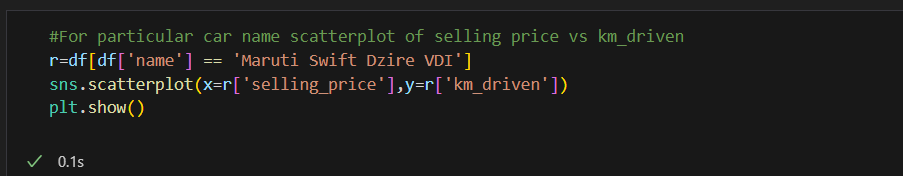 #For particular car name scatterplot of selling price vs km_driven
r=df[df['name'] == 'Maruti Swift Dzire VDI']
sns.scatterplot(x=r['selling_price'],y=r['km_driven'])
plt.show()
✓ 0.1s